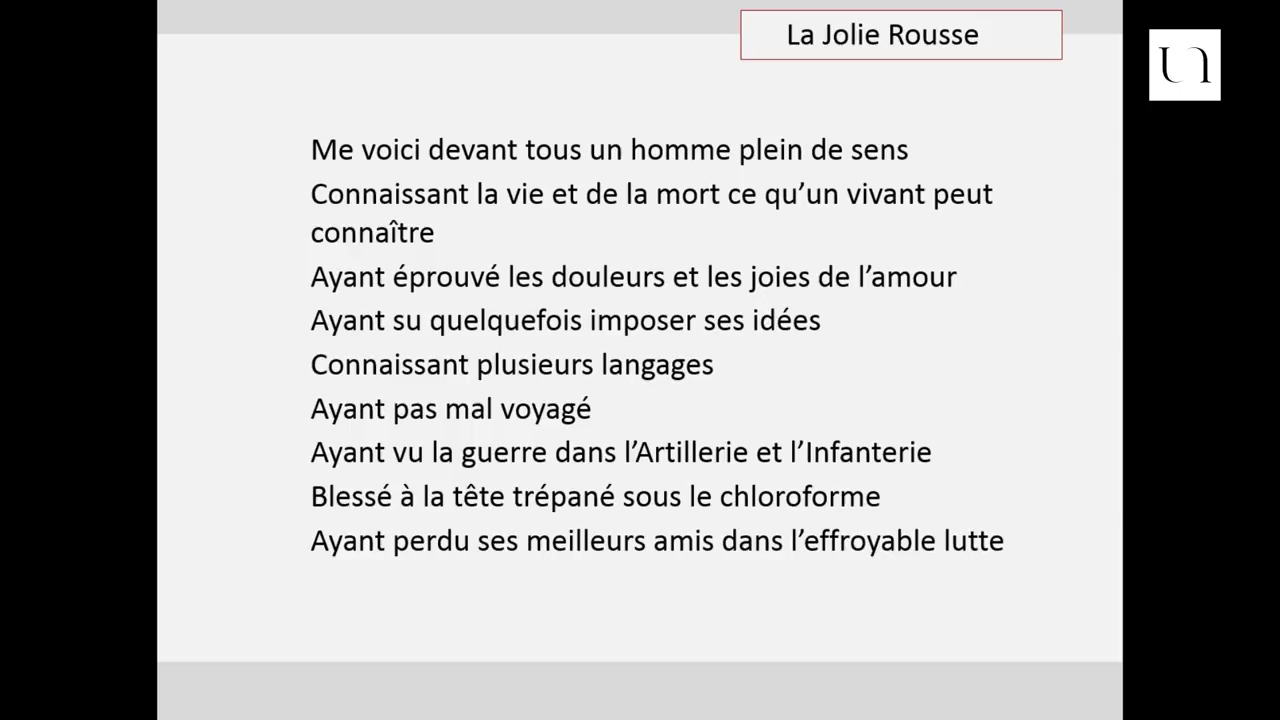 La Jolie Rousse
Me voici devant tous un homme plein de sens
Connaissant la vie et de la mort ce qu’un vivant peut
connaître
Ayant éprouvé les douleurs et les joies de l’amour
Ayant su quelquefois imposer ses idées
Connaissant plusieurs langages
Ayant pas mal voyagé
Ayant vu la guerre dans l’Artillerie et l’Infanterie
Blessé à la tête trépané sous le chloroforme
Ayant perdu ses meilleurs amis dans l’effroyable lutte